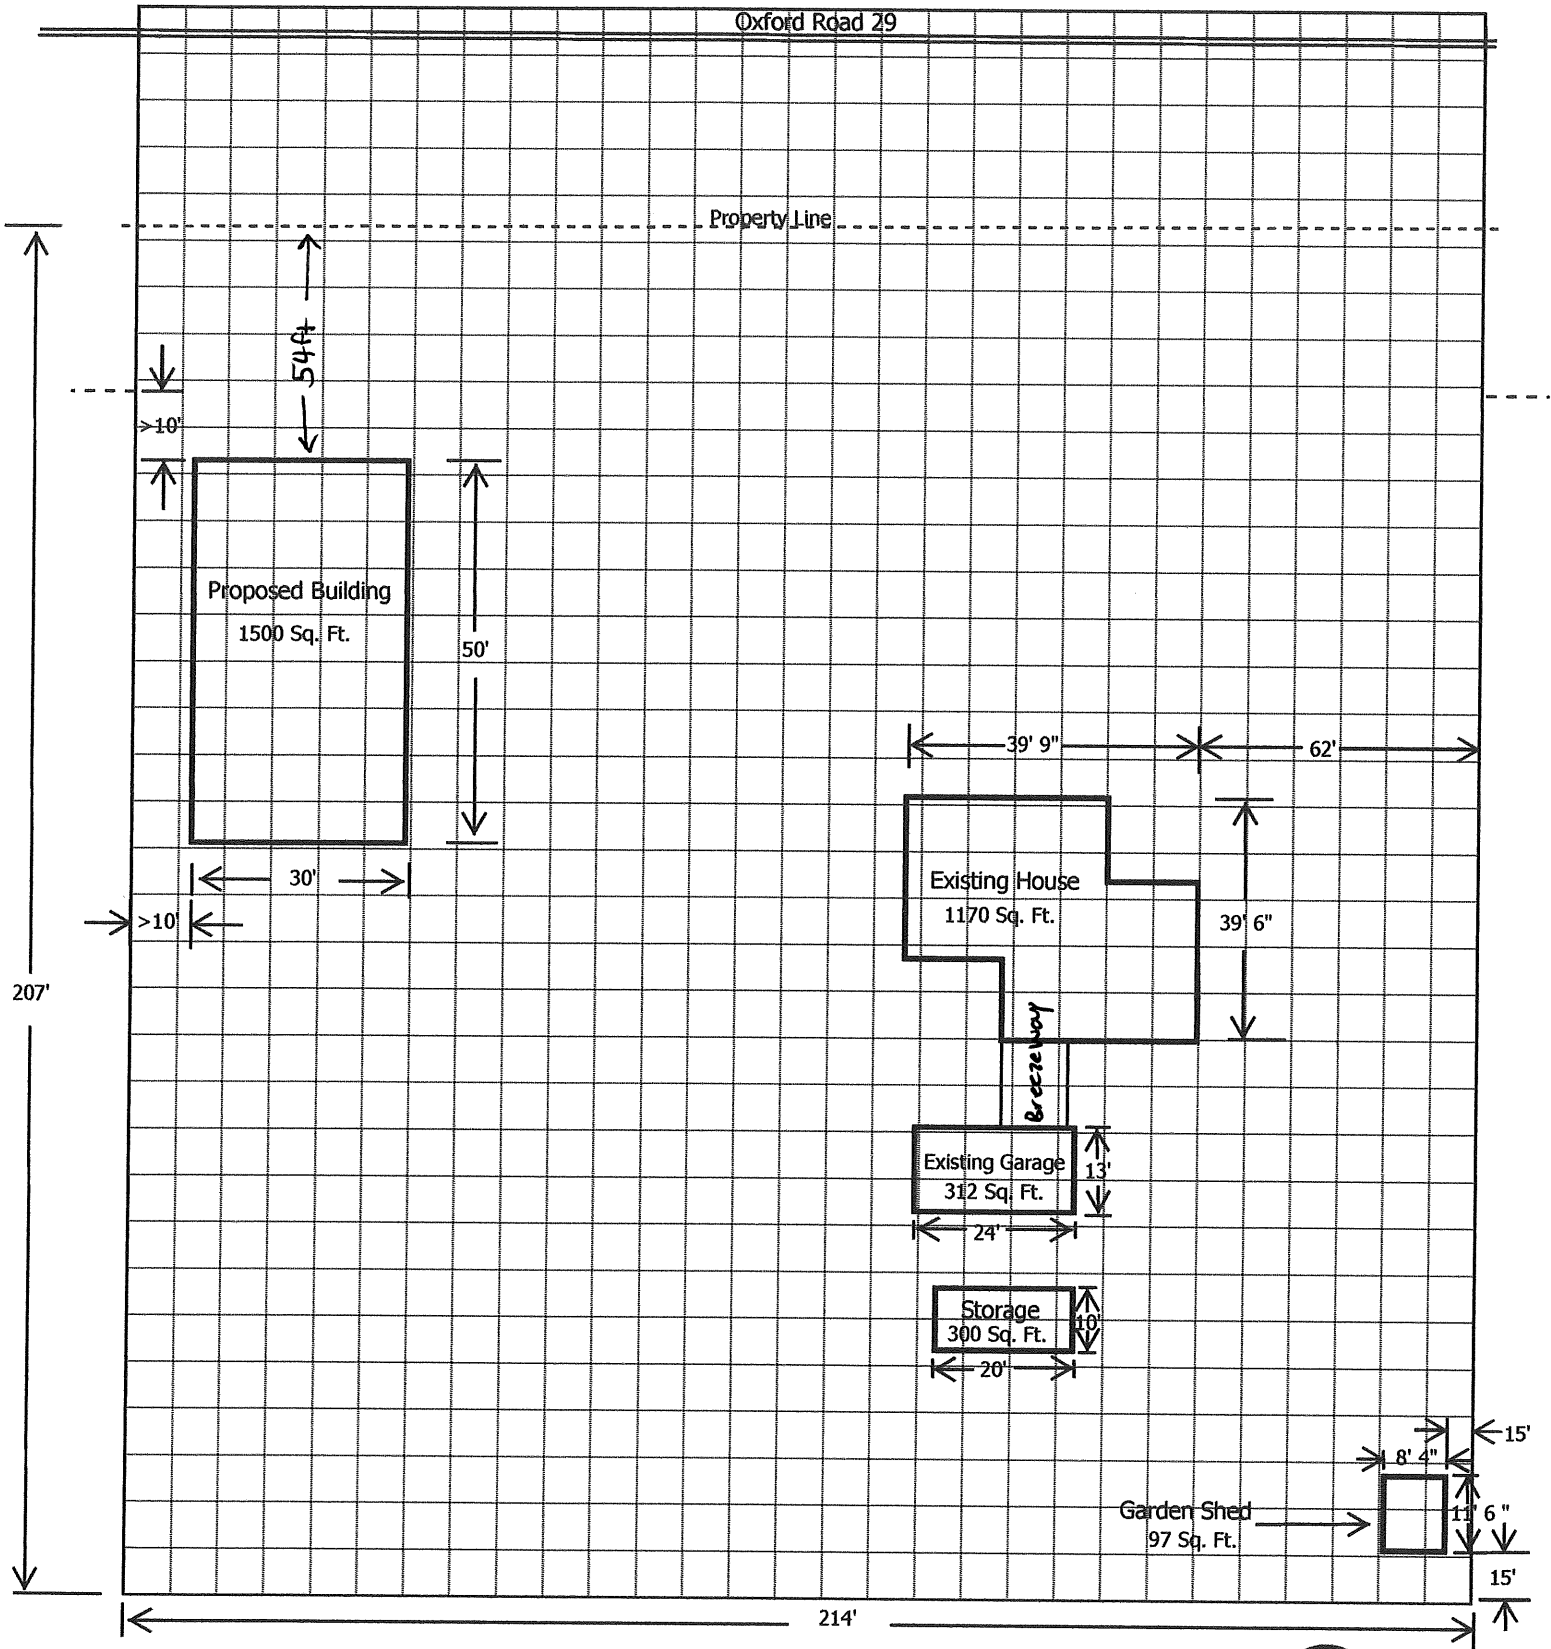 Oxford Road 29
Property Line
54ft
>10'
Proposed Building
1500 Sq. Ft.
50'
39' 9"
62'
30'
Existing House
1170 Sq. Ft.
39' 6"
>10'
207'
Breezeway
Existing Garage
312 Sq. Ft.
13'
24'
Storage
300 Sq. Ft.
10'
20'
15'
8' 4"
Garden Shed
97 Sq. Ft.
11' 6 "
15'
214'